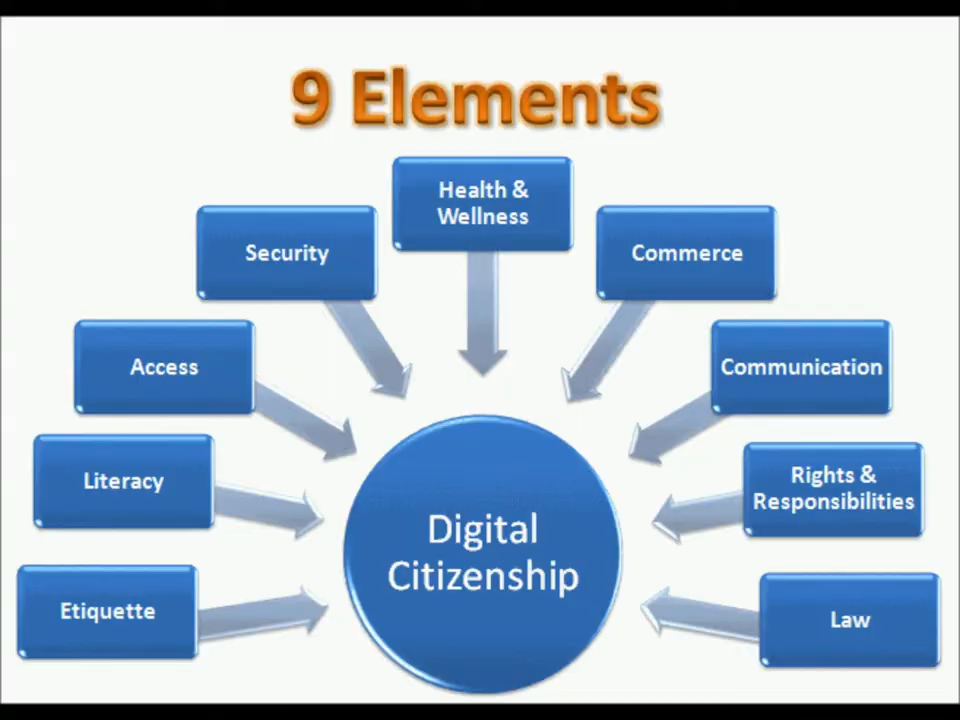 9 Elements
Health &
Wellness
Security
Commerce
Access
Communication
Literacy
Rights &
Responsibilities
Digital
Citizenship
Etiquette
Law